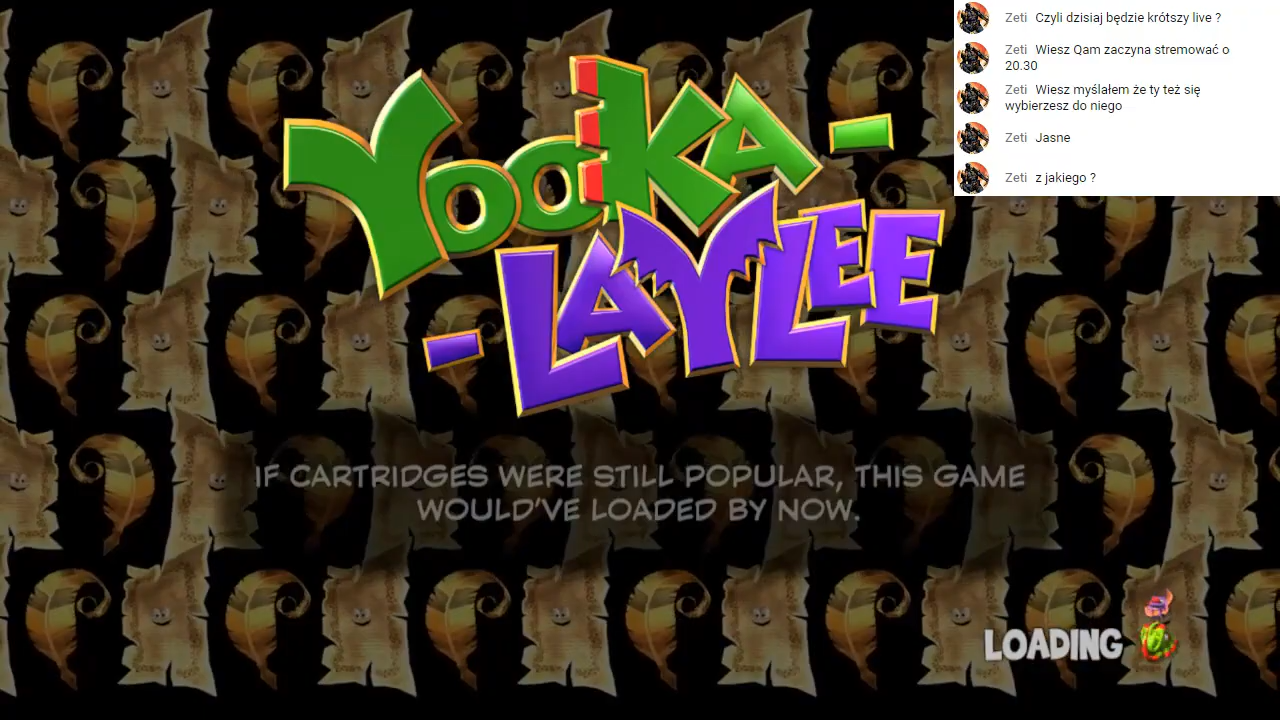 YOOKA-
-LAYLEE
IF CARTRIDGES WERE STILL POPULAR, THIS GAME
WOULD'VE LOADED BY NOW.
LOADING
Zeti Czyli dzisiaj będzie krótszy live ?
Zeti Wiesz Qam zaczyna stremować o
20.30
Zeti Wiesz myślałem że ty też się
wybierzesz do niego
Zeti Jasne
Zeti z jakiego ?